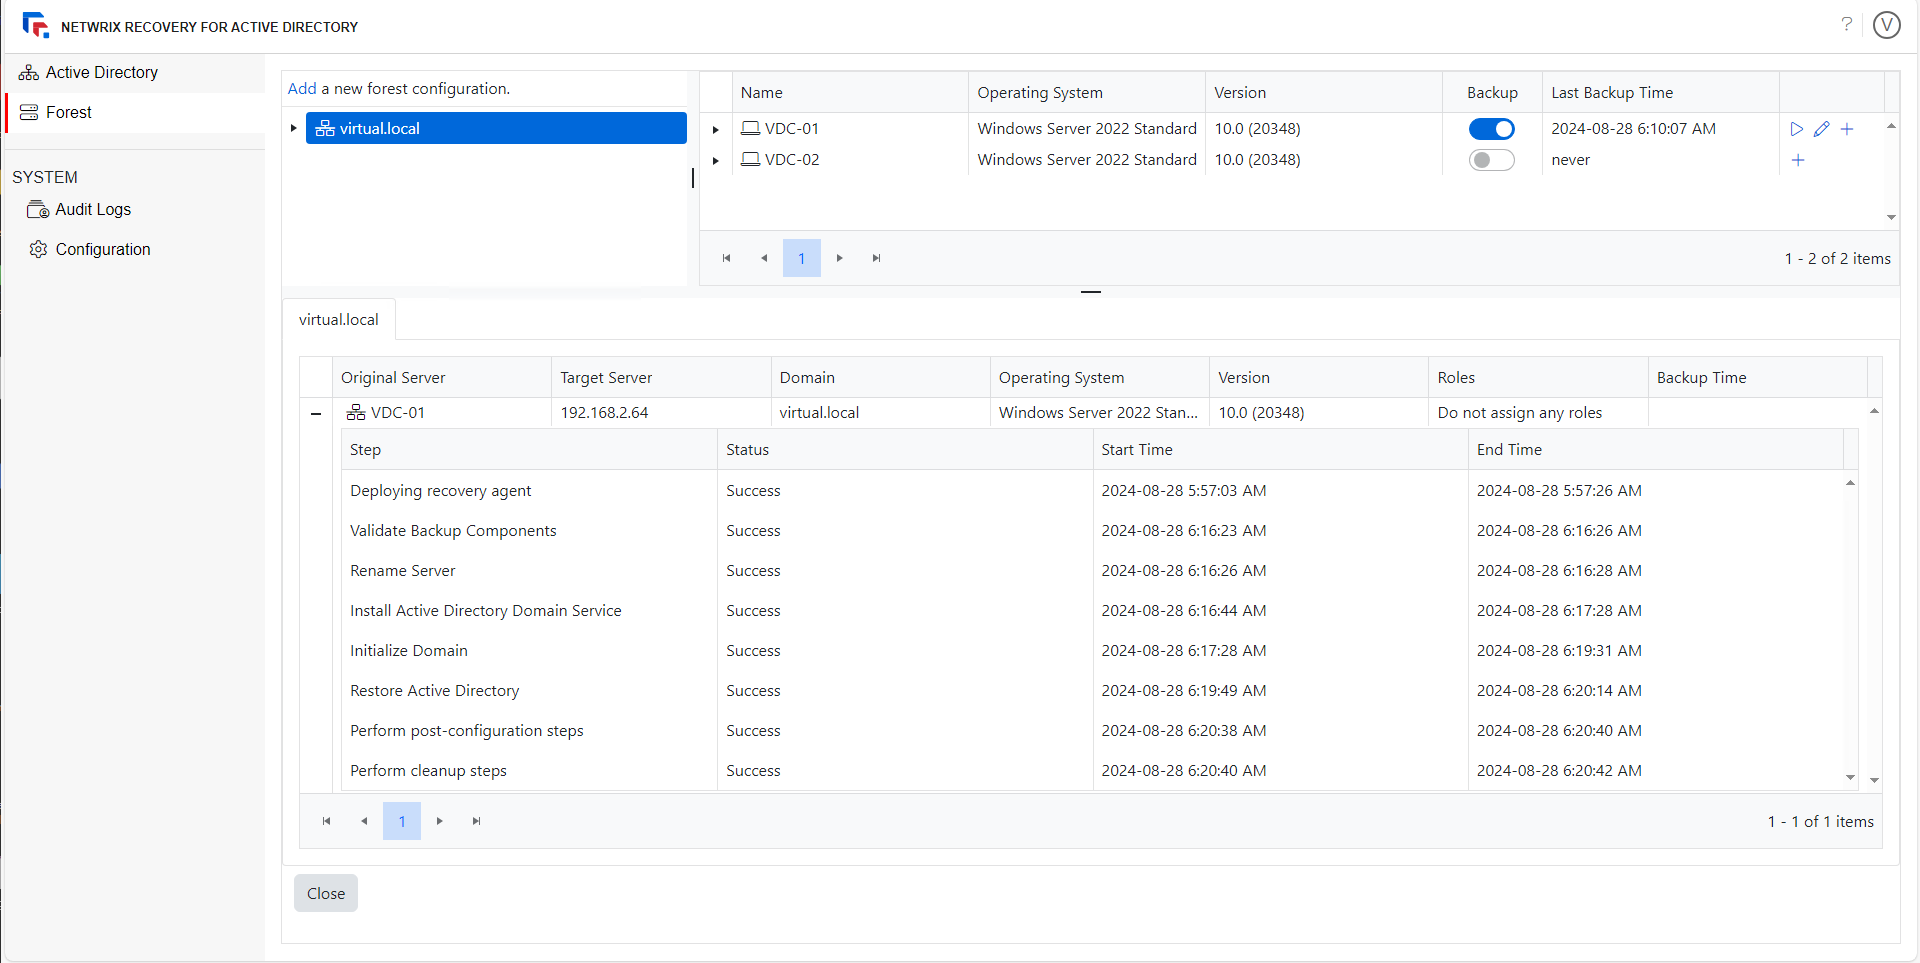 NETWRIX RECOVERY FOR ACTIVE DIRECTORY
? V
Active Directory
Forest
SYSTEM
Audit Logs
Configuration
Add a new forest configuration.
virtual.local
Name Operating System Version Backup Last Backup Time
VDC-01 Windows Server 2022 Standard 10.0 (20348) 2024-08-28 6:10:07 AM
VDC-02 Windows Server 2022 Standard 10.0 (20348) never
1 1 - 2 of 2 items
virtual.local
Original Server Target Server Domain Operating System Version Roles Backup Time
VDC-01 192.168.2.64 virtual.local Windows Server 2022 Stan... 10.0 (20348) Do not assign any roles
Step Status Start Time End Time
Deploying recovery agent Success 2024-08-28 5:57:03 AM 2024-08-28 5:57:26 AM
Validate Backup Components Success 2024-08-28 6:16:23 AM 2024-08-28 6:16:26 AM
Rename Server Success 2024-08-28 6:16:26 AM 2024-08-28 6:16:28 AM
Install Active Directory Domain Service Success 2024-08-28 6:16:44 AM 2024-08-28 6:17:28 AM
Initialize Domain Success 2024-08-28 6:17:28 AM 2024-08-28 6:19:31 AM
Restore Active Directory Success 2024-08-28 6:19:49 AM 2024-08-28 6:20:14 AM
Perform post-configuration steps Success 2024-08-28 6:20:38 AM 2024-08-28 6:20:40 AM
Perform cleanup steps Success 2024-08-28 6:20:40 AM 2024-08-28 6:20:42 AM
1 1 - 1 of 1 items
Close